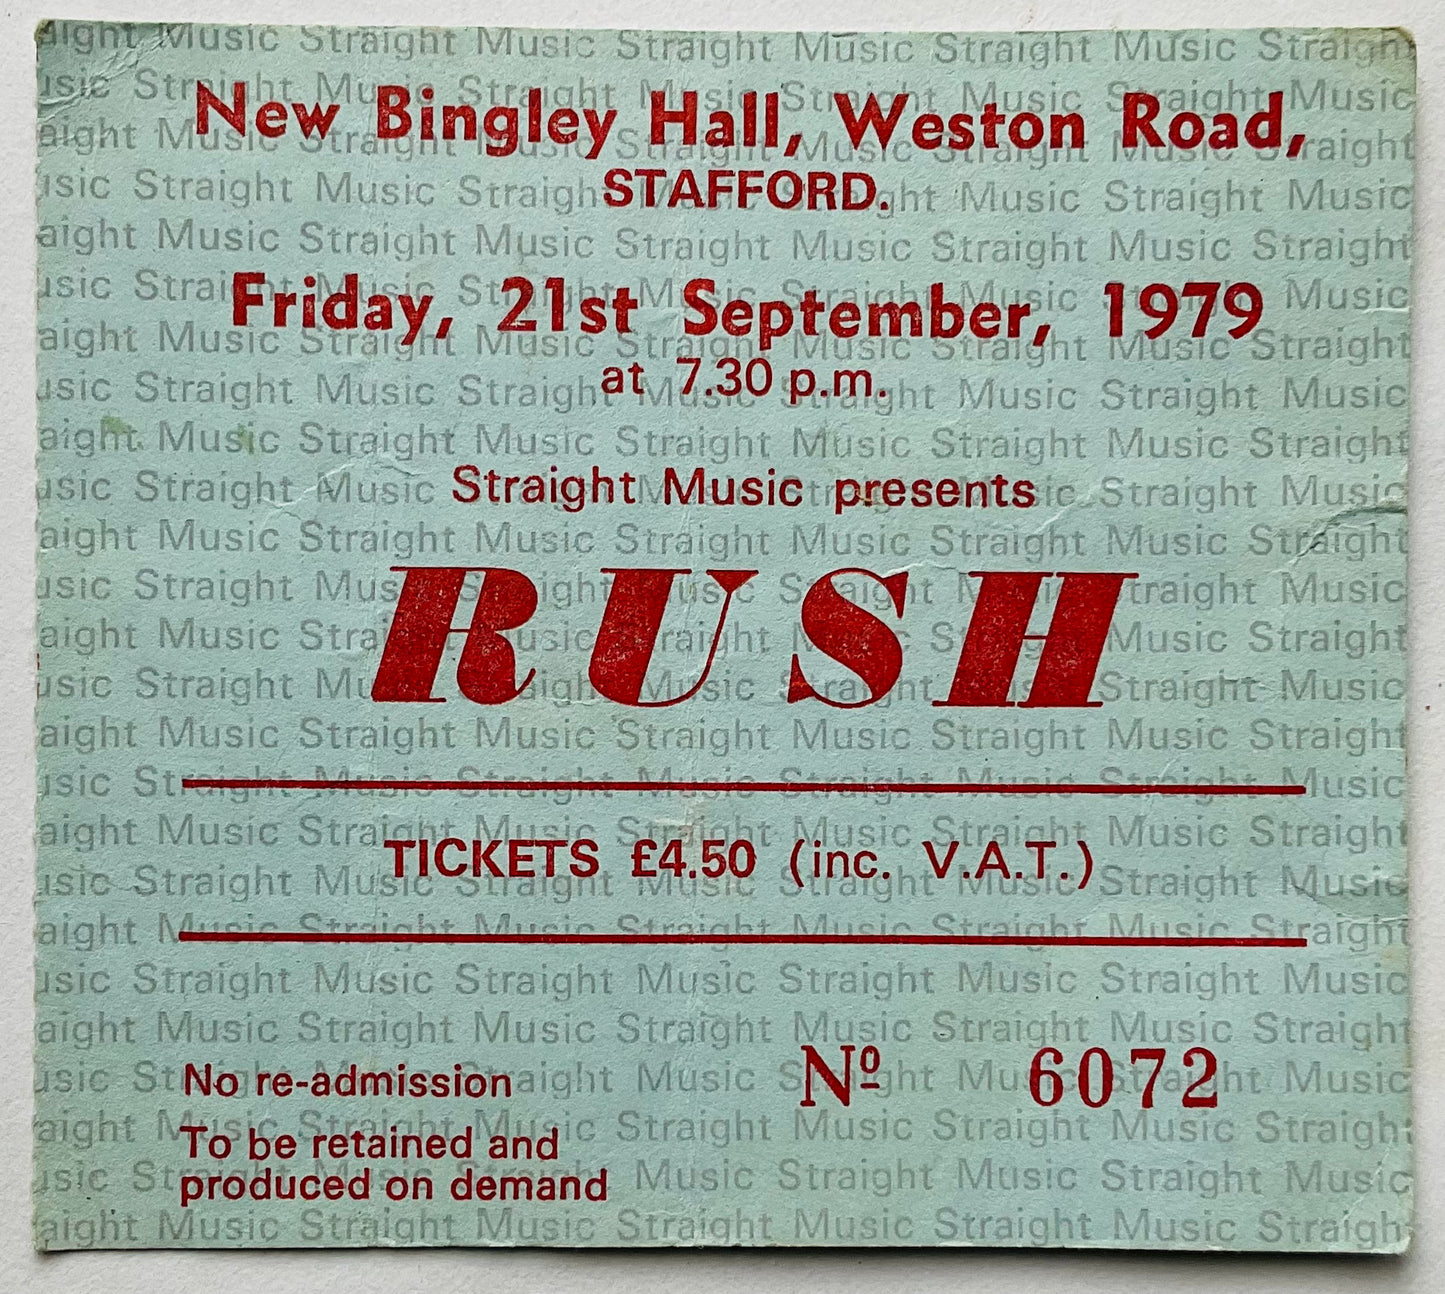 New Bingley Hall, Weston Road,
STAFFORD.
Friday, 21st September, 1979
at 7.30 p.m.
Straight Music presents
RUSH
TICKETS £4.50 (inc. V.A.T.)
Nº 6072
No re-admission
To be retained and
produced on demand